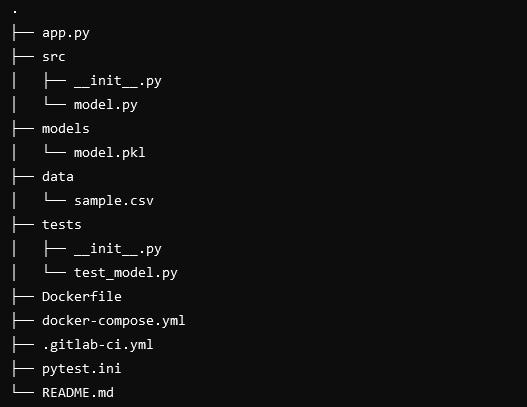 .
├── app.py
├── src
│   ├── __init__.py
│   └── model.py
├── models
│   └── model.pkl
├── data
│   └── sample.csv
├── tests
│   ├── __init__.py
│   └── test_model.py
├── Dockerfile
├── docker-compose.yml
├── .gitlab-ci.yml
├── pytest.ini
└── README.md